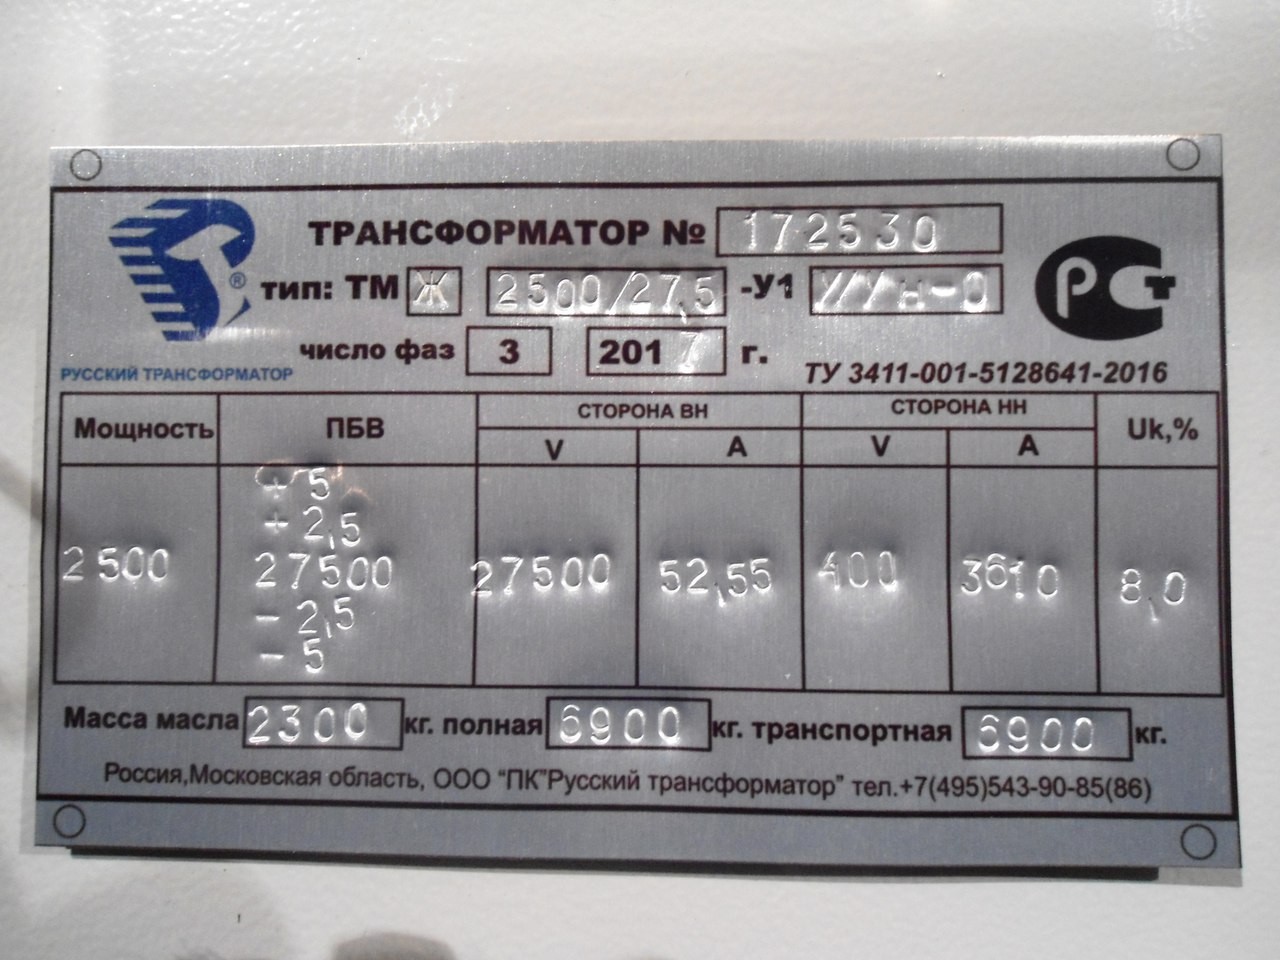 ТРАНСФОРМАТОР № 172530
® тип: ТМ Ж 2500/27,5 -У1 У/Ун-0
РСТ
число фаз 3 2017 г.
РУССКИЙ ТРАНСФОРМАТОР
ТУ 3411-001-5128641-2016
Мощность ПБВ СТОРОНА ВН СТОРОНА НН Uk,%
V A V A
+ 5
+ 2,5
2500 27500 27500 52,55 400 3610 8,0
- 2,5
- 5
Масса масла 2300 кг. полная 6900 кг. транспортная 6900 кг.
Россия,Московская область, ООО "ПК"Русский трансформатор" тел.+7(495)543-90-85(86)